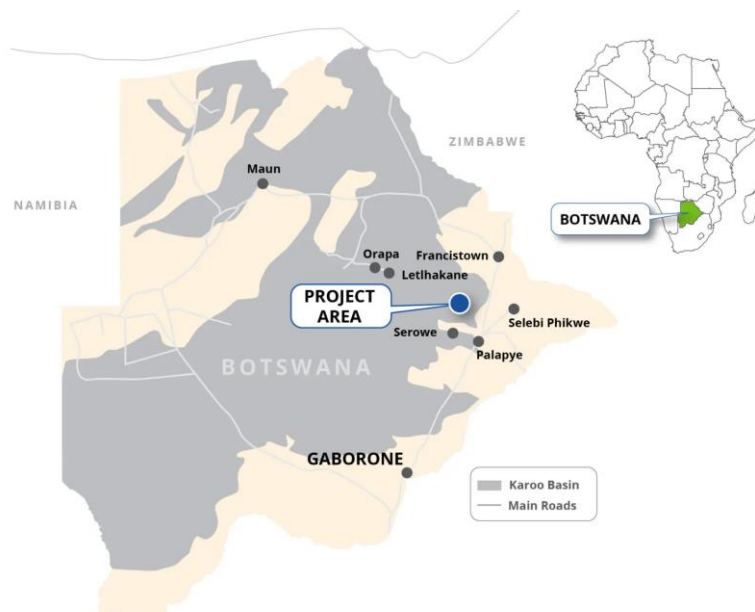 ZIMBABWE
Maun
NAMIBIA
BOTSWANA
Orapa
Francistown
Letlhakane
PROJECT
AREA
Selebi Phikwe
Serowe
Palapye
BOTSWANA
GABORONE
Karoo Basin
Main Roads